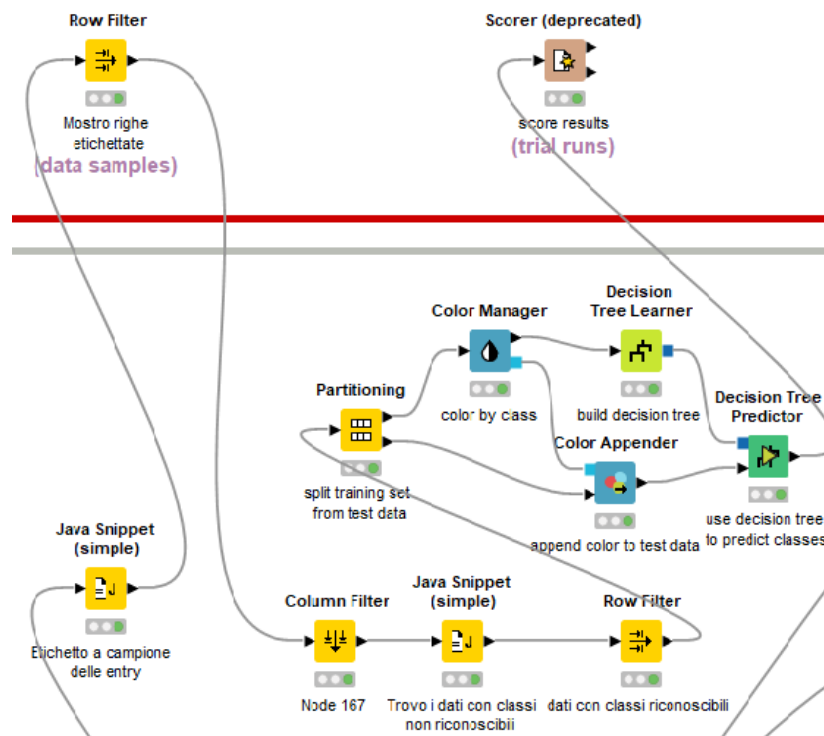 Row Filter
Mostro righe
etichettate
(data samples)
Scorer (deprecated)
score results
(trial runs)
Color Manager
color by class
Decision
Tree Learner
build decision tree
Partitioning
split training set
from test data
Color Appender
append color to test data
Decision Tree
Predictor
use decision tree
to predict classes
Java Snippet
(simple)
Etichetto a campione
delle entry
Column Filter
Node 167
Java Snippet
(simple)
Trovo i dati con classi
non riconoscibii
Row Filter
dati con classi riconoscibili